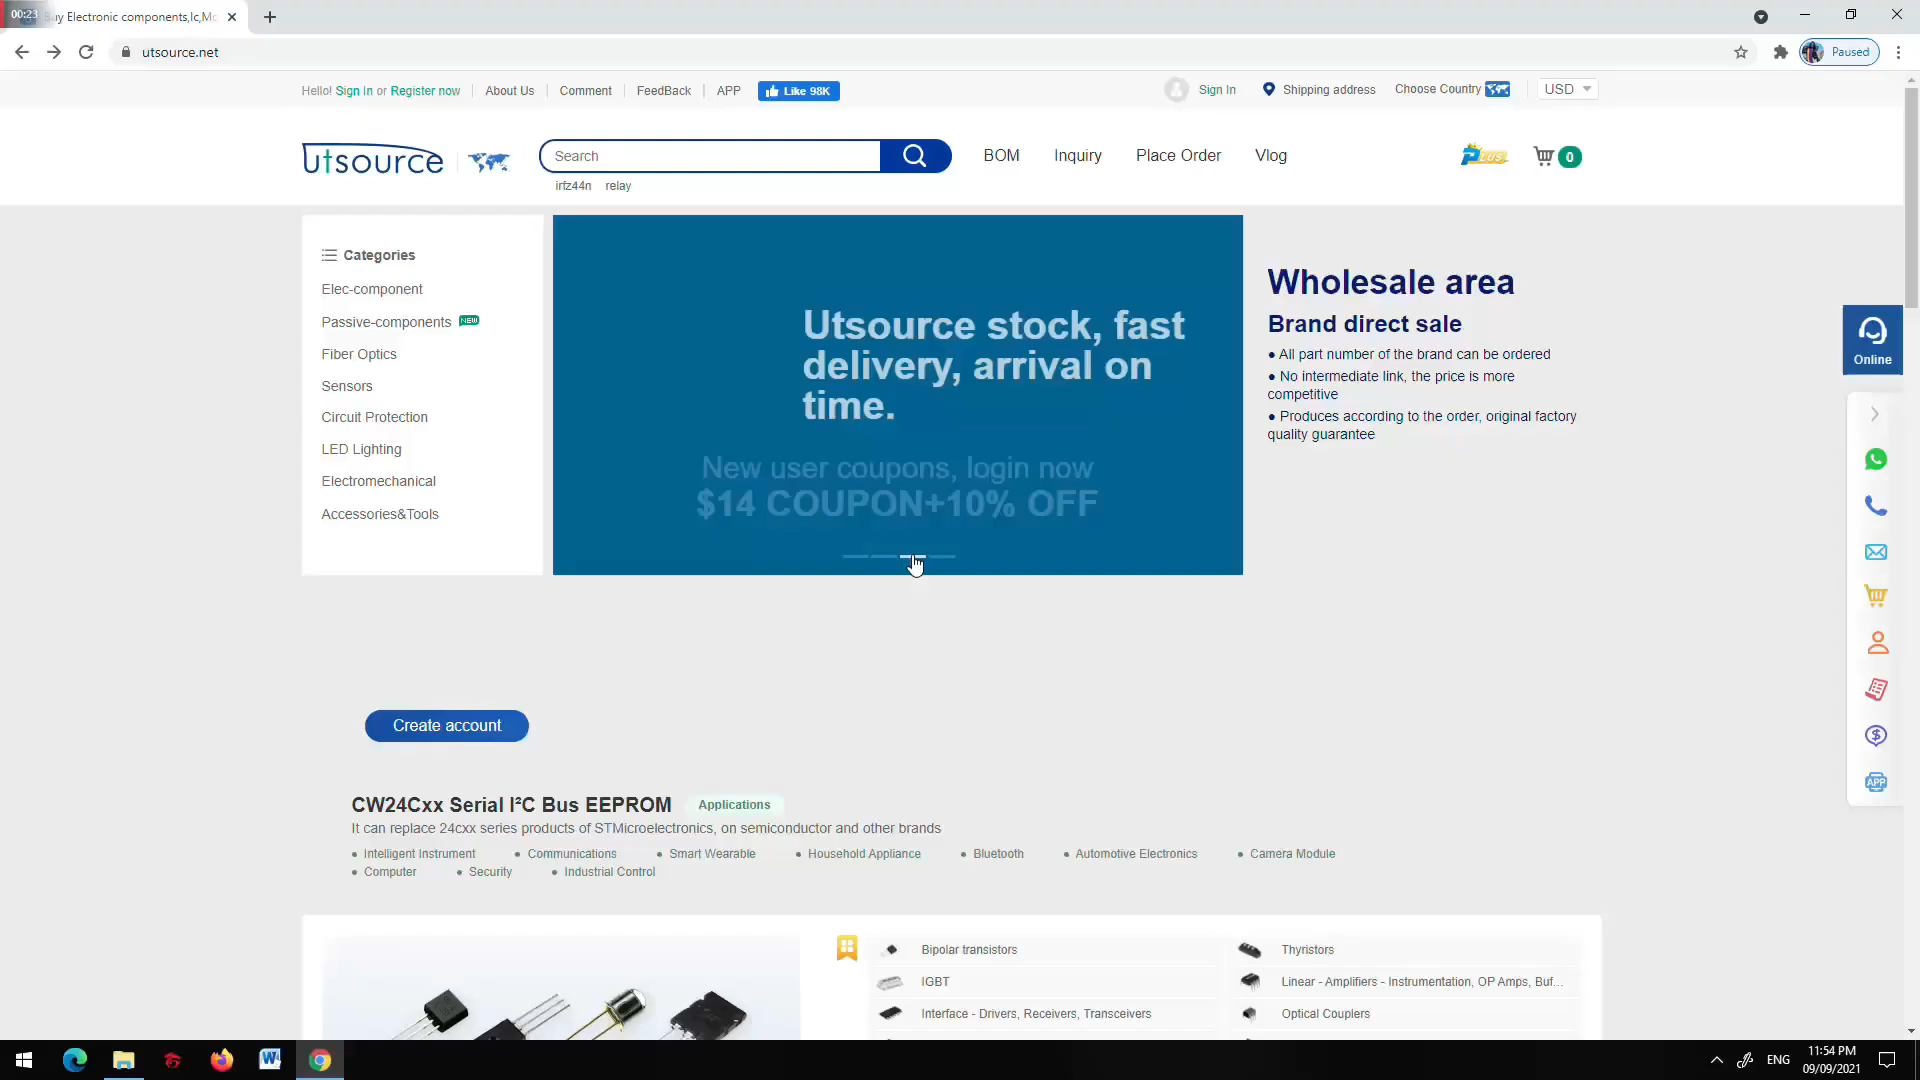 00:23
uy Electronic components,Ic,Mo
utsource.net
Paused
Hello! Sign In or Register now About Us Comment FeedBack APP Like 98K
Sign In Shipping address Choose Country USD
utsource
Search
BOM Inquiry Place Order Vlog
Plus
0
irfz44n relay
Categories
Elec-component
Passive-components NEW
Fiber Optics
Sensors
Circuit Protection
LED Lighting
Electromechanical
Accessories&Tools
Utsource stock, fast
delivery, arrival on
time.
New user coupons, login now
$14 COUPON+10% OFF
Wholesale area
Brand direct sale
● All part number of the brand can be ordered
● No intermediate link, the price is more
competitive
● Produces according to the order, original factory
quality guarantee
Online
APP
Create account
CW24Cxx Serial I²C Bus EEPROM Applications
It can replace 24cxx series products of STMicroelectronics, on semiconductor and other brands
● Intelligent Instrument ● Communications ● Smart Wearable ● Household Appliance ● Bluetooth ● Automotive Electronics ● Camera Module
● Computer ● Security ● Industrial Control
Bipolar transistors Thyristors
IGBT Linear - Amplifiers - Instrumentation, OP Amps, Buf...
Interface - Drivers, Receivers, Transceivers Optical Couplers
ENG
11:54 PM
09/09/2021